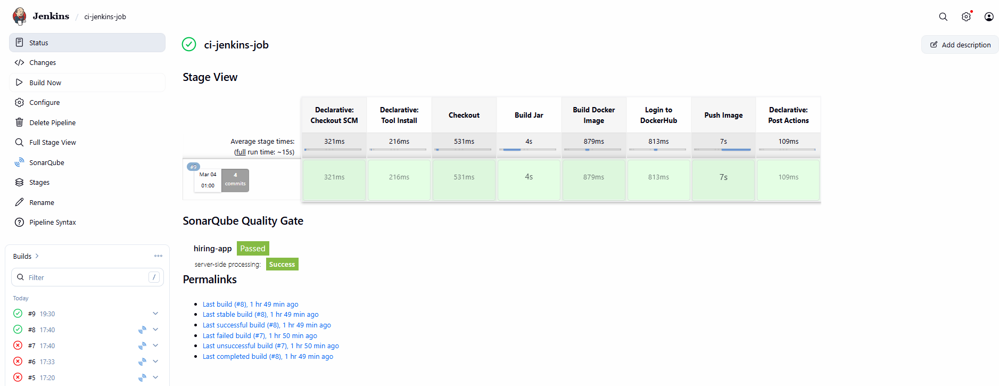 Jenkins / ci-jenkins-job
Status
Changes
Build Now
Configure
Delete Pipeline
Full Stage View
SonarQube
Stages
Rename
Pipeline Syntax
Builds
Filter /
Today
#9 19:30
#8 17:40
#7 17:40
#6 17:33
#5 17:20
ci-jenkins-job
Add description
Stage View
Declarative: Checkout SCM
Declarative: Tool Install
Checkout
Build Jar
Build Docker Image
Login to DockerHub
Push Image
Declarative: Post Actions
Average stage times:
(full run time: ~15s)
321ms 216ms 531ms 4s 879ms 813ms 7s 109ms
#9
Mar 04
01:00
4
commits
321ms 216ms 531ms 4s 879ms 813ms 7s 109ms
SonarQube Quality Gate
hiring-app Passed
server-side processing: Success
Permalinks
Last build (#8), 1 hr 49 min ago
Last stable build (#8), 1 hr 49 min ago
Last successful build (#8), 1 hr 49 min ago
Last failed build (#7), 1 hr 50 min ago
Last unsuccessful build (#7), 1 hr 50 min ago
Last completed build (#8), 1 hr 49 min ago